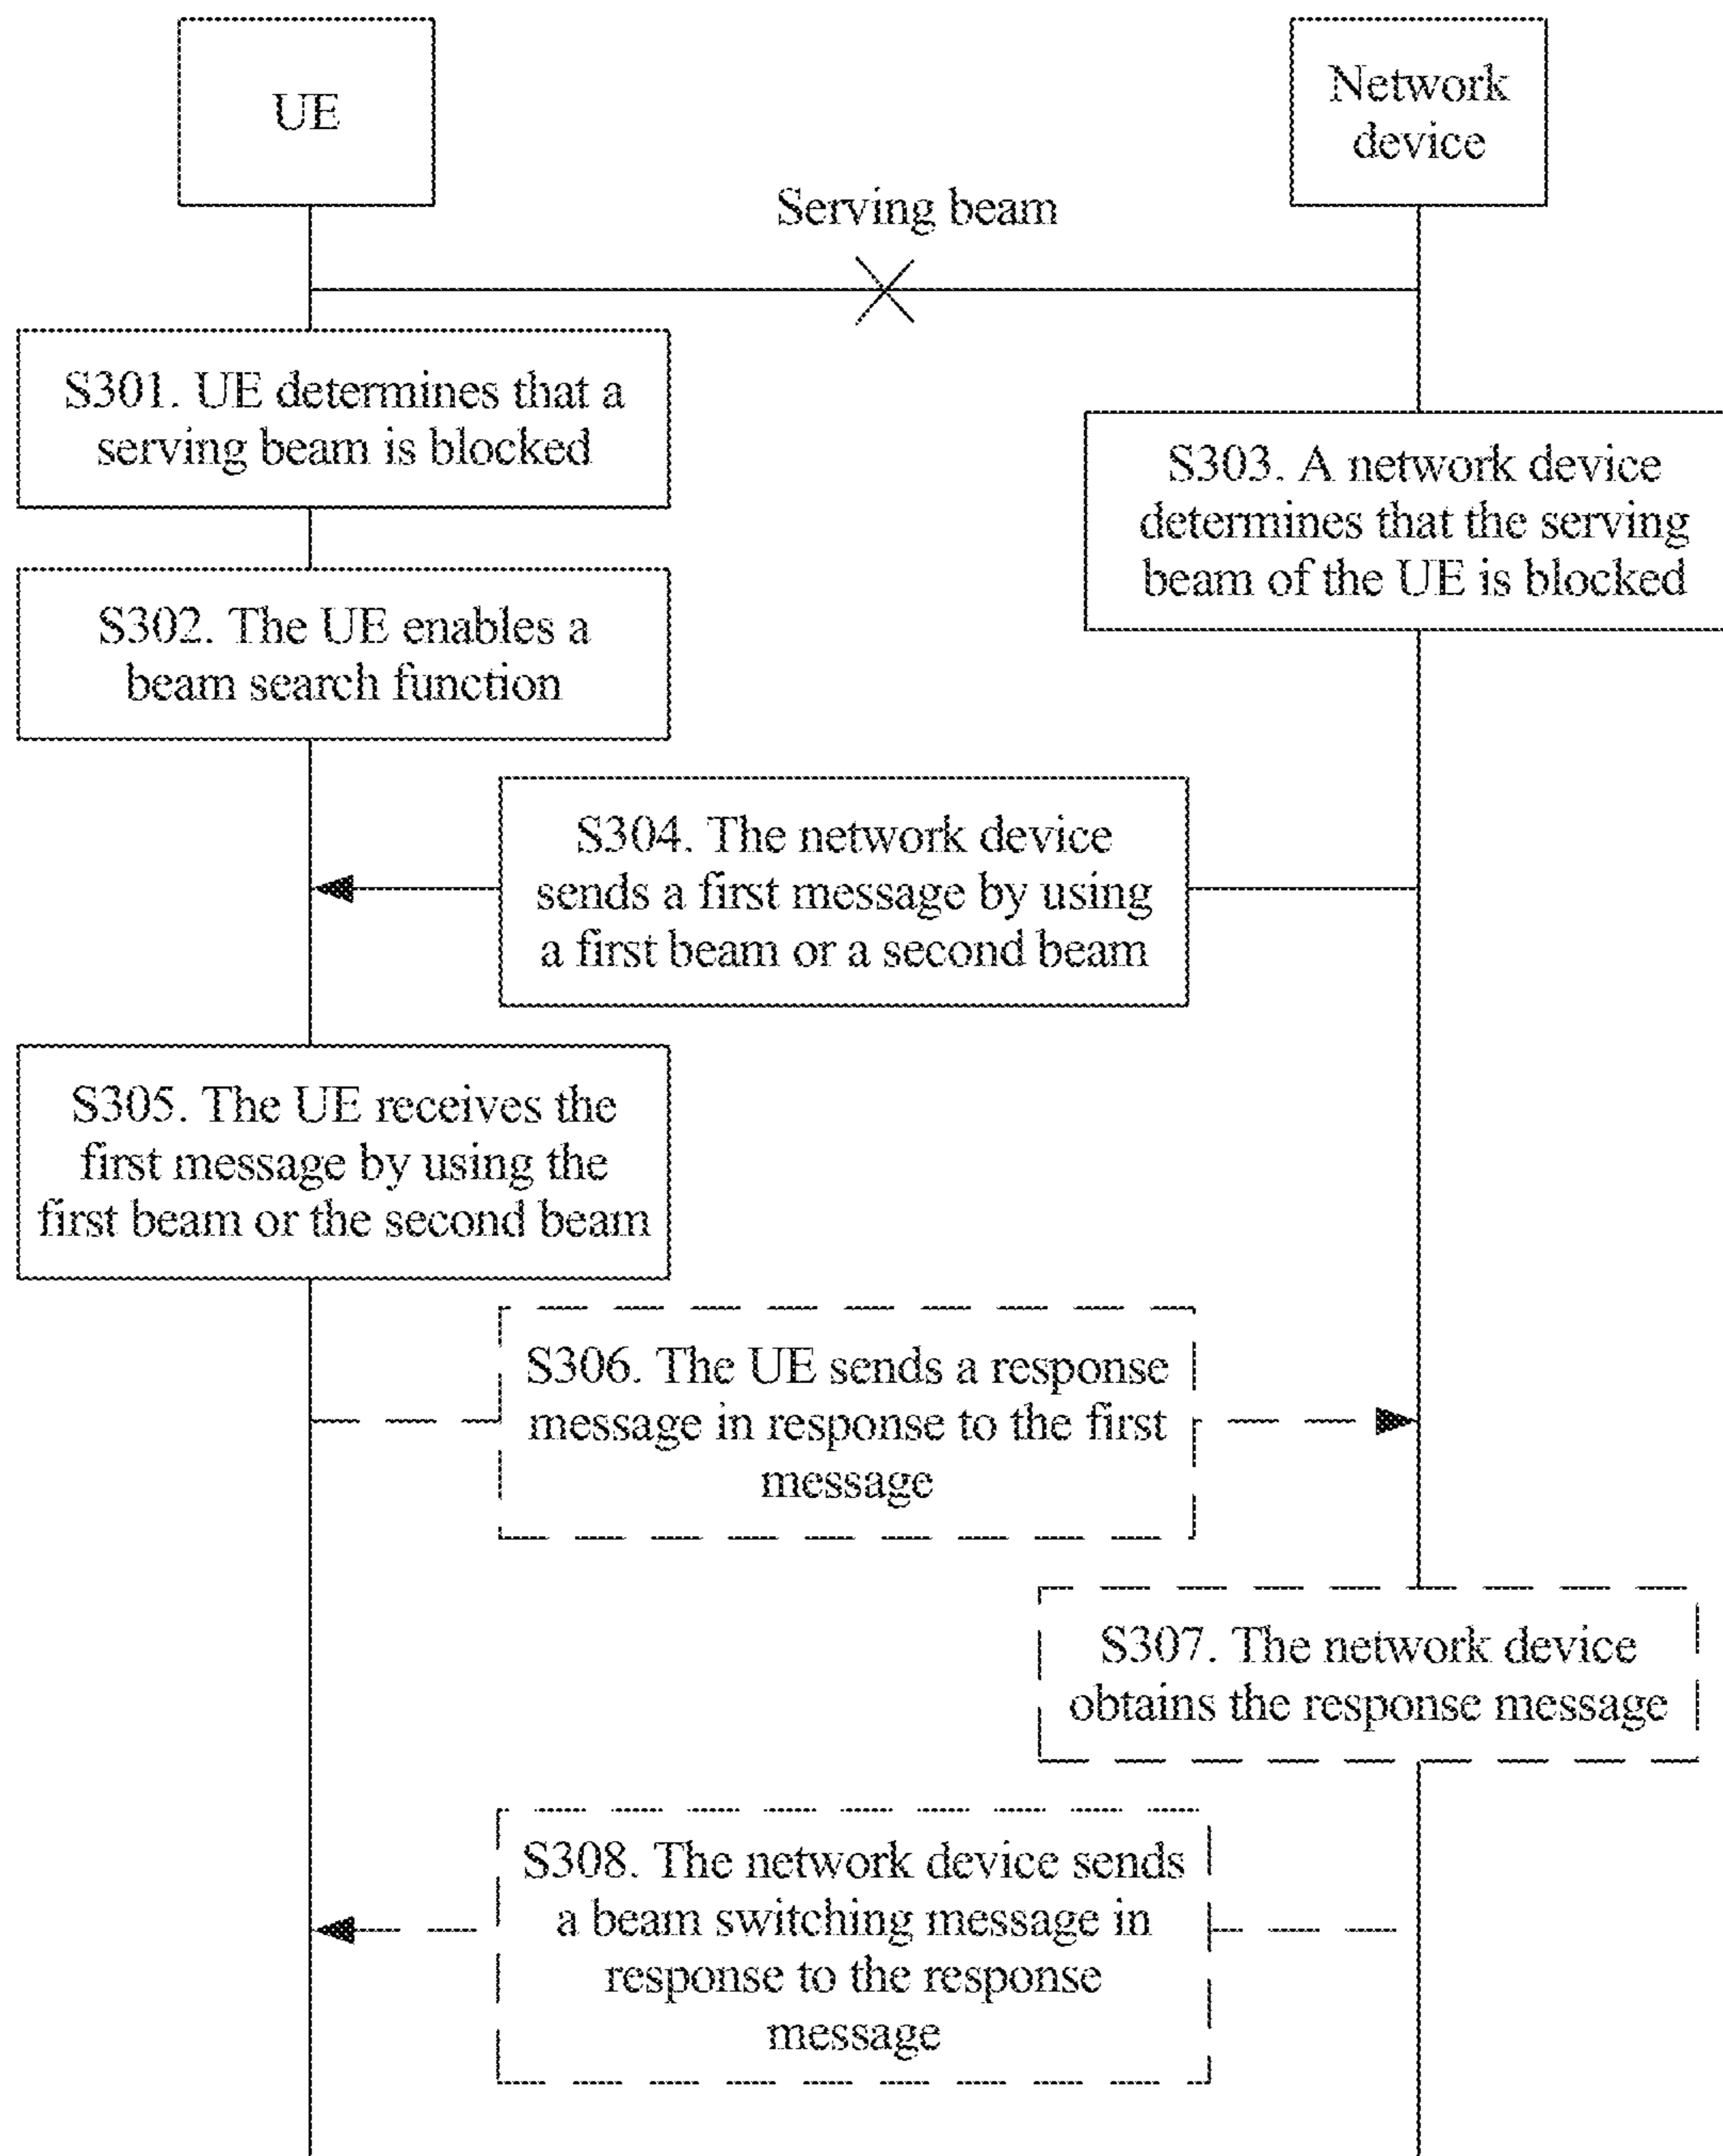 UE
Network
device
Serving beam
S301. UE determines that a
serving beam is blocked
S303. A network device
determines that the serving
beam of the UE is blocked
S302. The UE enables a
beam search function
S304. The network device
sends a first message by using
a first beam or a second beam
S305. The UE receives the
first message by using the
first beam or the second beam
S306. The UE sends a response
message in response to the first
message
S307. The network device
obtains the response message
S308. The network device sends
a beam switching message in
response to the response
message